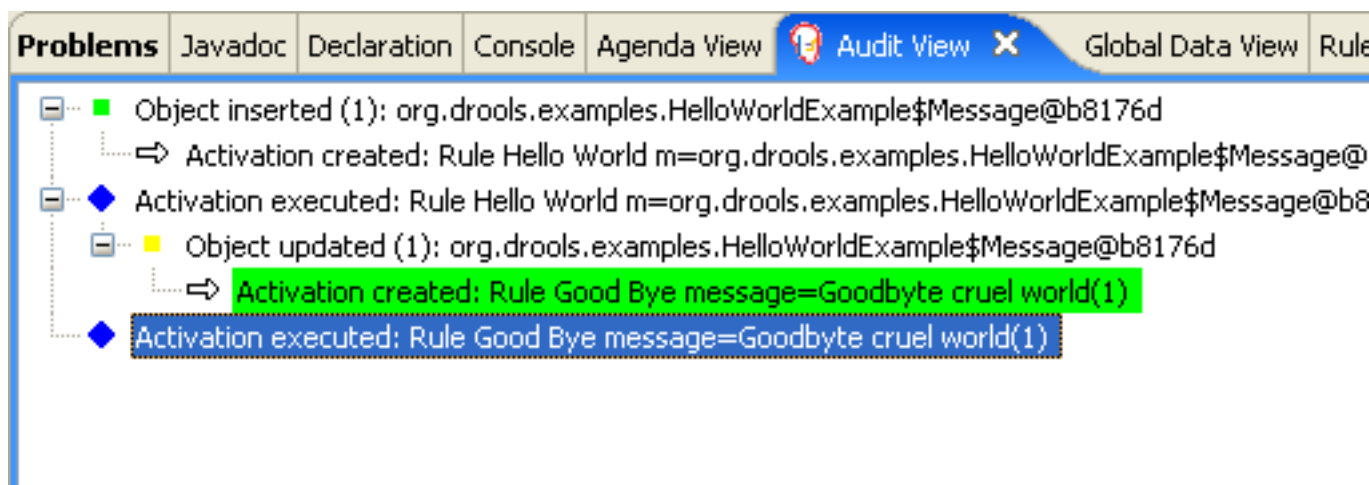 Problems Javadoc Declaration Console Agenda View Audit View Global Data View Rule
Object inserted (1): org.drools.examples.HelloWorldExample$Message@b8176d
Activation created: Rule Hello World m=org.drools.examples.HelloWorldExample$Message@
Activation executed: Rule Hello World m=org.drools.examples.HelloWorldExample$Message@b8
Object updated (1): org.drools.examples.HelloWorldExample$Message@b8176d
Activation created: Rule Good Bye message=Goodbyte cruel world(1)
Activation executed: Rule Good Bye message=Goodbyte cruel world(1)